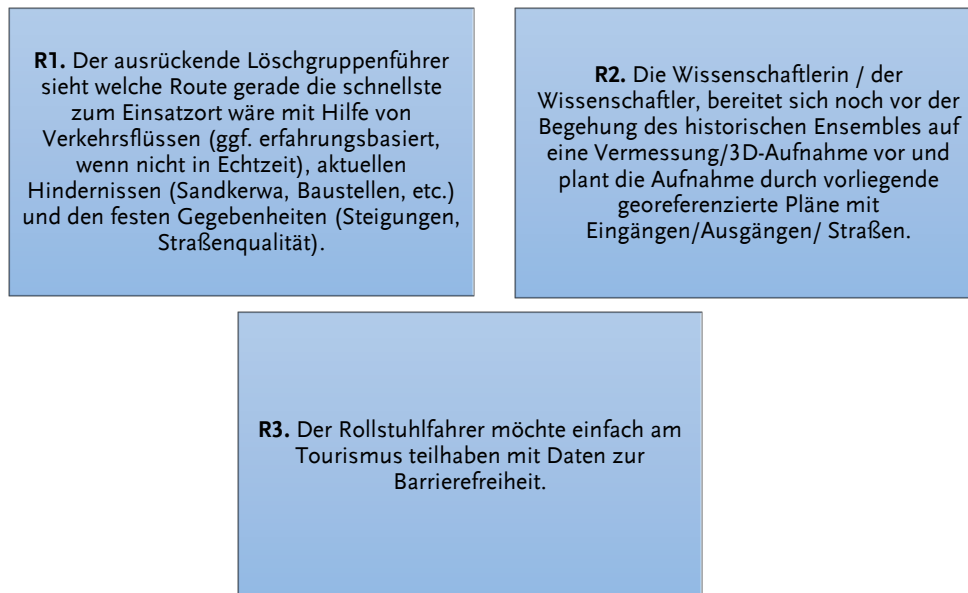 R1. Der ausrückende Löschgruppenführer
sieht welche Route gerade die schnellste
zum Einsatzort wäre mit Hilfe von
Verkehrsflüssen (ggf. erfahrungsbasiert,
wenn nicht in Echtzeit), aktuellen
Hindernissen (Sandkerwa, Baustellen, etc.)
und den festen Gegebenheiten (Steigungen,
Straßenqualität).
R2. Die Wissenschaftlerin / der
Wissenschaftler, bereitet sich noch vor der
Begehung des historischen Ensembles auf
eine Vermessung/3D-Aufnahme vor und
plant die Aufnahme durch vorliegende
georeferenzierte Pläne mit
Eingängen/Ausgängen/ Straßen.
R3. Der Rollstuhlfahrer möchte einfach am
Tourismus teilhaben mit Daten zur
Barrierefreiheit.